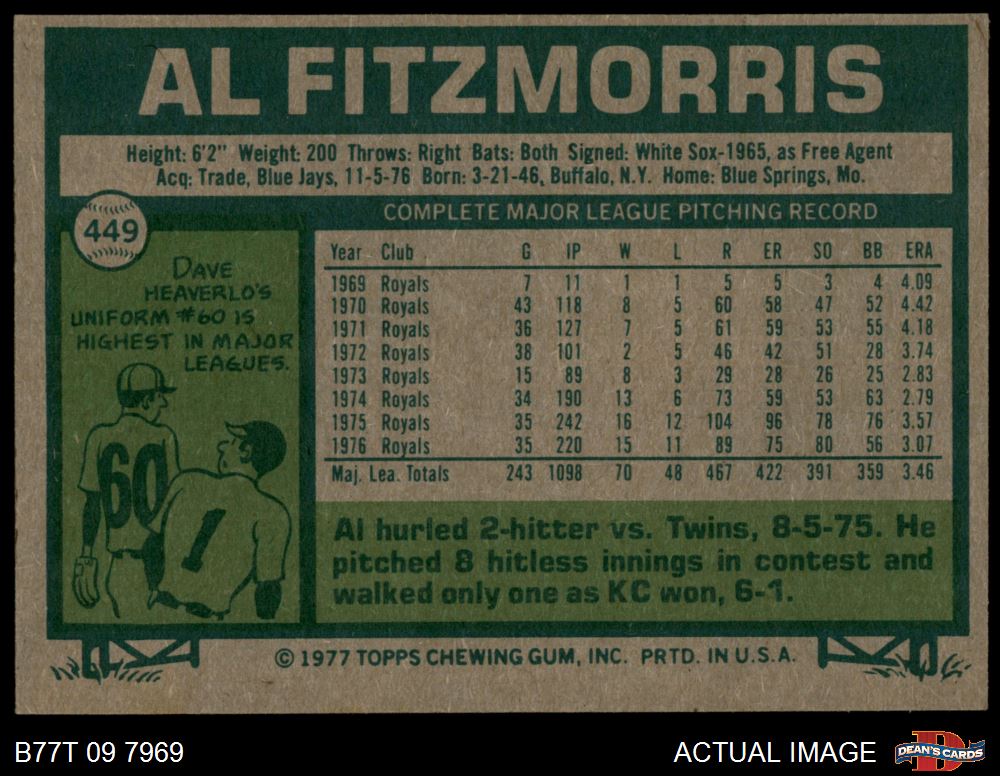 AL FITZMORRIS
Height: 6'2" Weight: 200 Throws: Right Bats: Both Signed: White Sox-1965, as Free Agent
Acq: Trade, Blue Jays, 11-5-76 Born: 3-21-46, Buffalo, N.Y. Home: Blue Springs, Mo.
449
DAVE
HEAVERLO'S
UNIFORM #60 IS
HIGHEST IN MAJOR
LEAGUES.
60
1
COMPLETE MAJOR LEAGUE PITCHING RECORD
Year Club G IP W L R ER SO BB ERA
1969 Royals 7 11 1 1 5 5 3 4 4.09
1970 Royals 43 118 8 5 60 58 47 52 4.42
1971 Royals 36 127 7 5 61 59 53 55 4.18
1972 Royals 38 101 2 5 46 42 51 28 3.74
1973 Royals 15 89 8 3 29 28 26 25 2.83
1974 Royals 34 190 13 6 73 59 53 63 2.79
1975 Royals 35 242 16 12 104 96 78 76 3.57
1976 Royals 35 220 15 11 89 75 80 56 3.07
Maj. Lea. Totals 243 1098 70 48 467 422 391 359 3.46
Al hurled 2-hitter vs. Twins, 8-5-75. He
pitched 8 hitless innings in contest and
walked only one as KC won, 6-1.
© 1977 TOPPS CHEWING GUM, INC. PRTD. IN U.S.A.
B77T 09 7969
ACTUAL IMAGE
D
DEAN'S CARDS